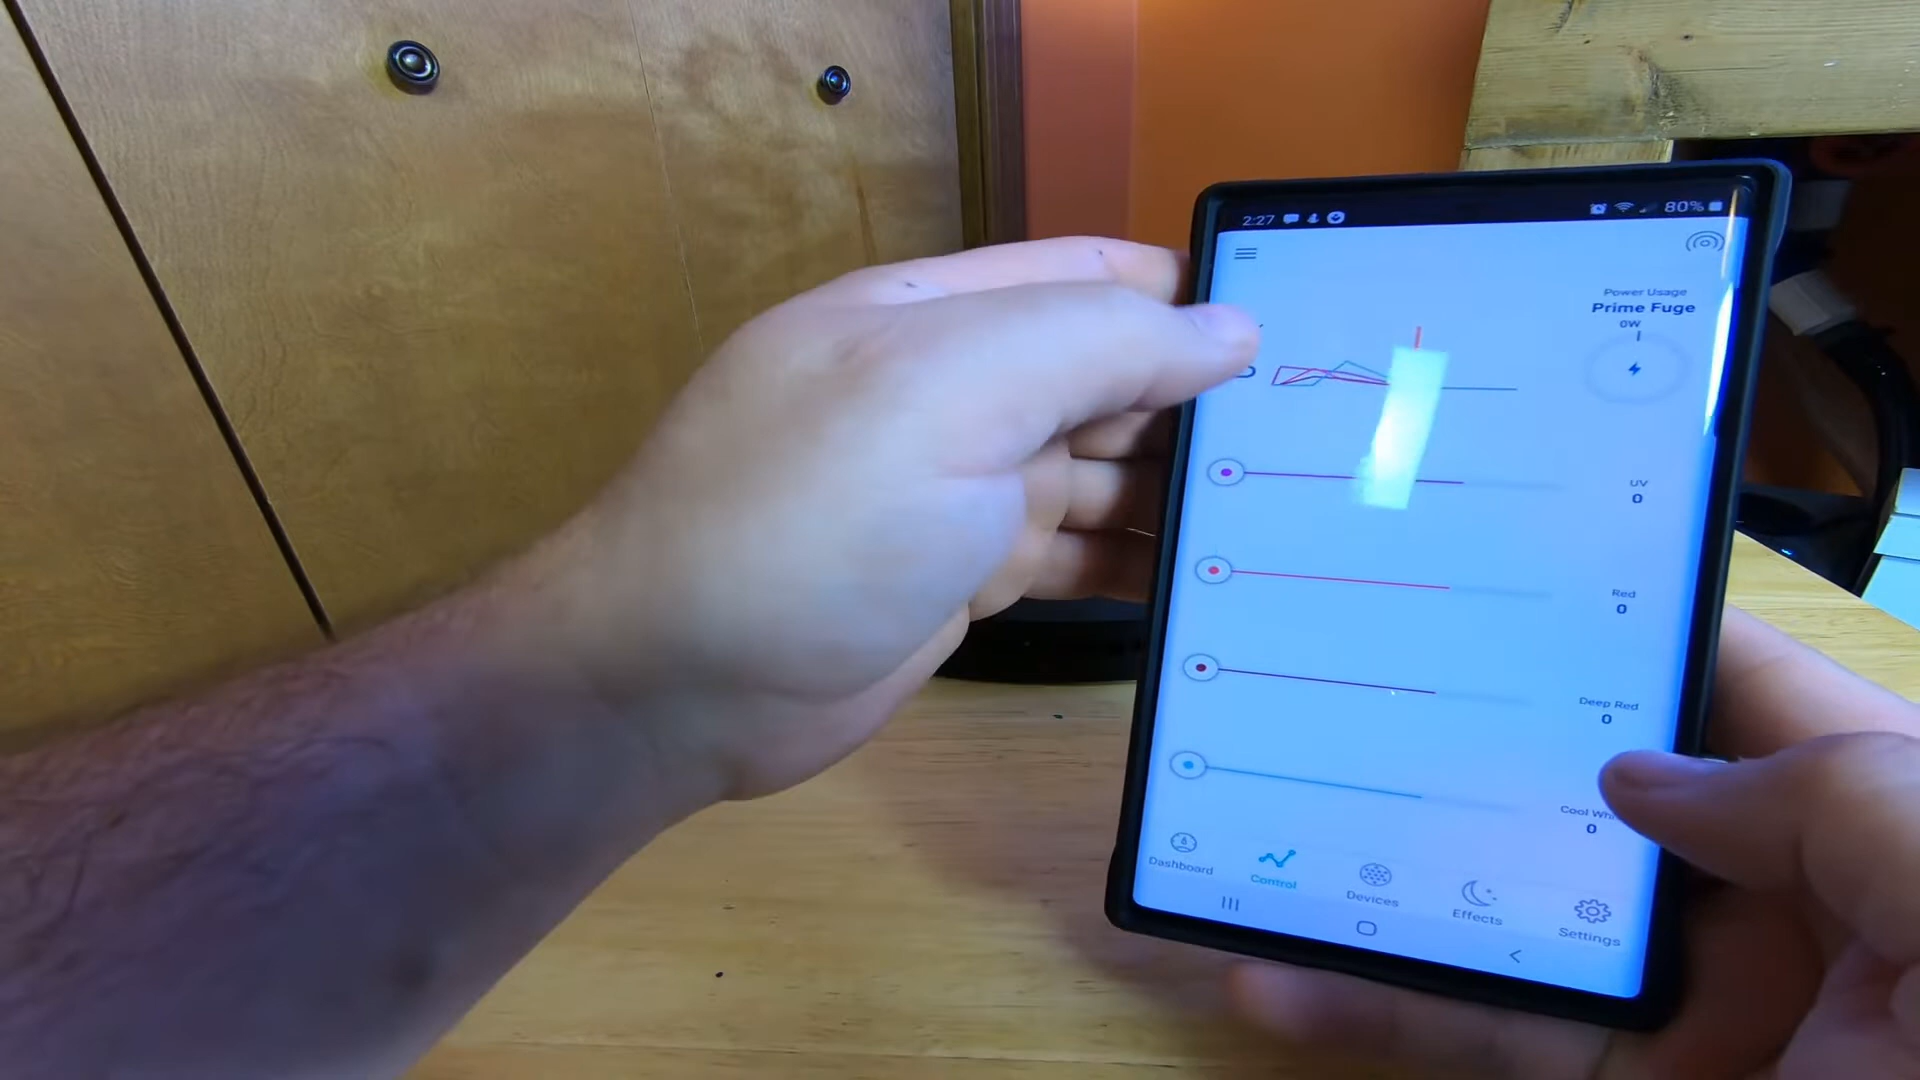 2:27
80%
Power Usage
Prime Fuge
0W
UV
0
Red
0
Deep Red
0
Cool
0
Dashboard
Control
Devices
Effects
Settings